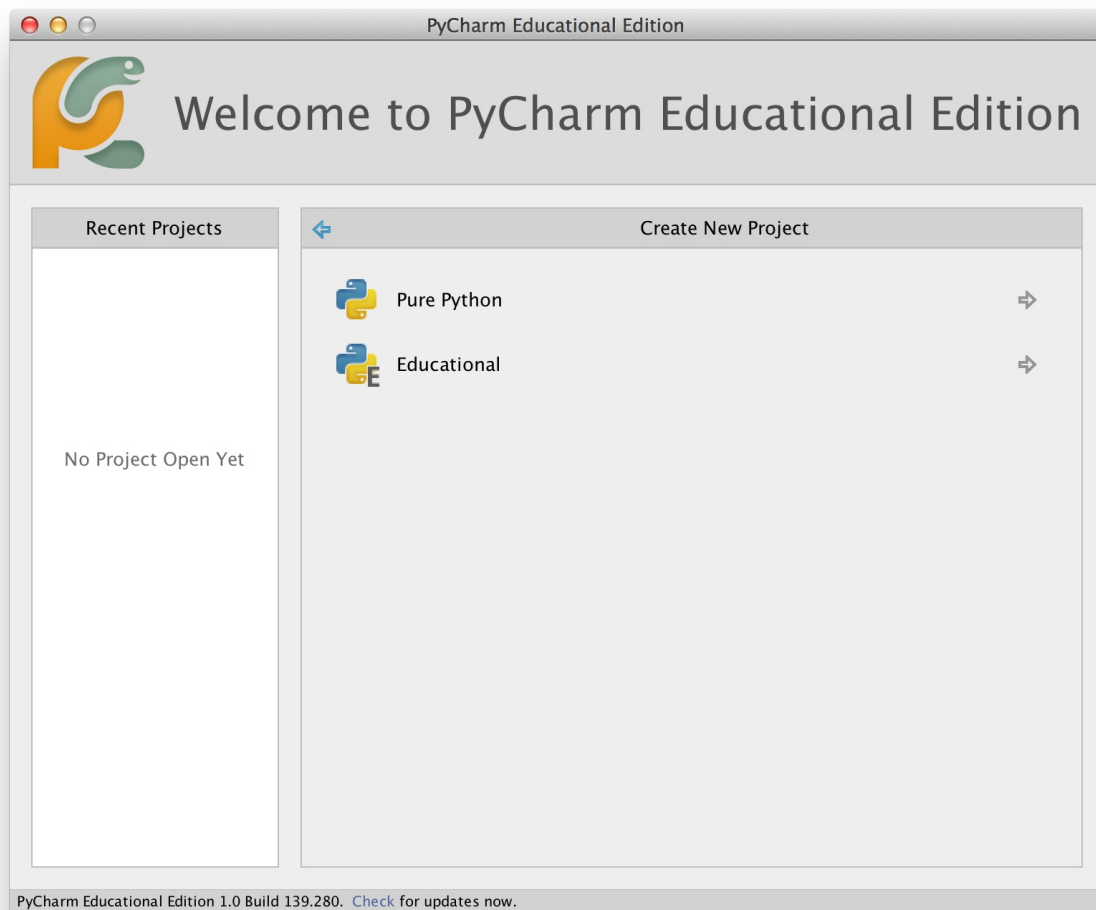 PyCharm Educational Edition
Welcome to PyCharm Educational Edition
Recent Projects
No Project Open Yet
Create New Project
Pure Python
Educational
PyCharm Educational Edition 1.0 Build 139.280. Check for updates now.